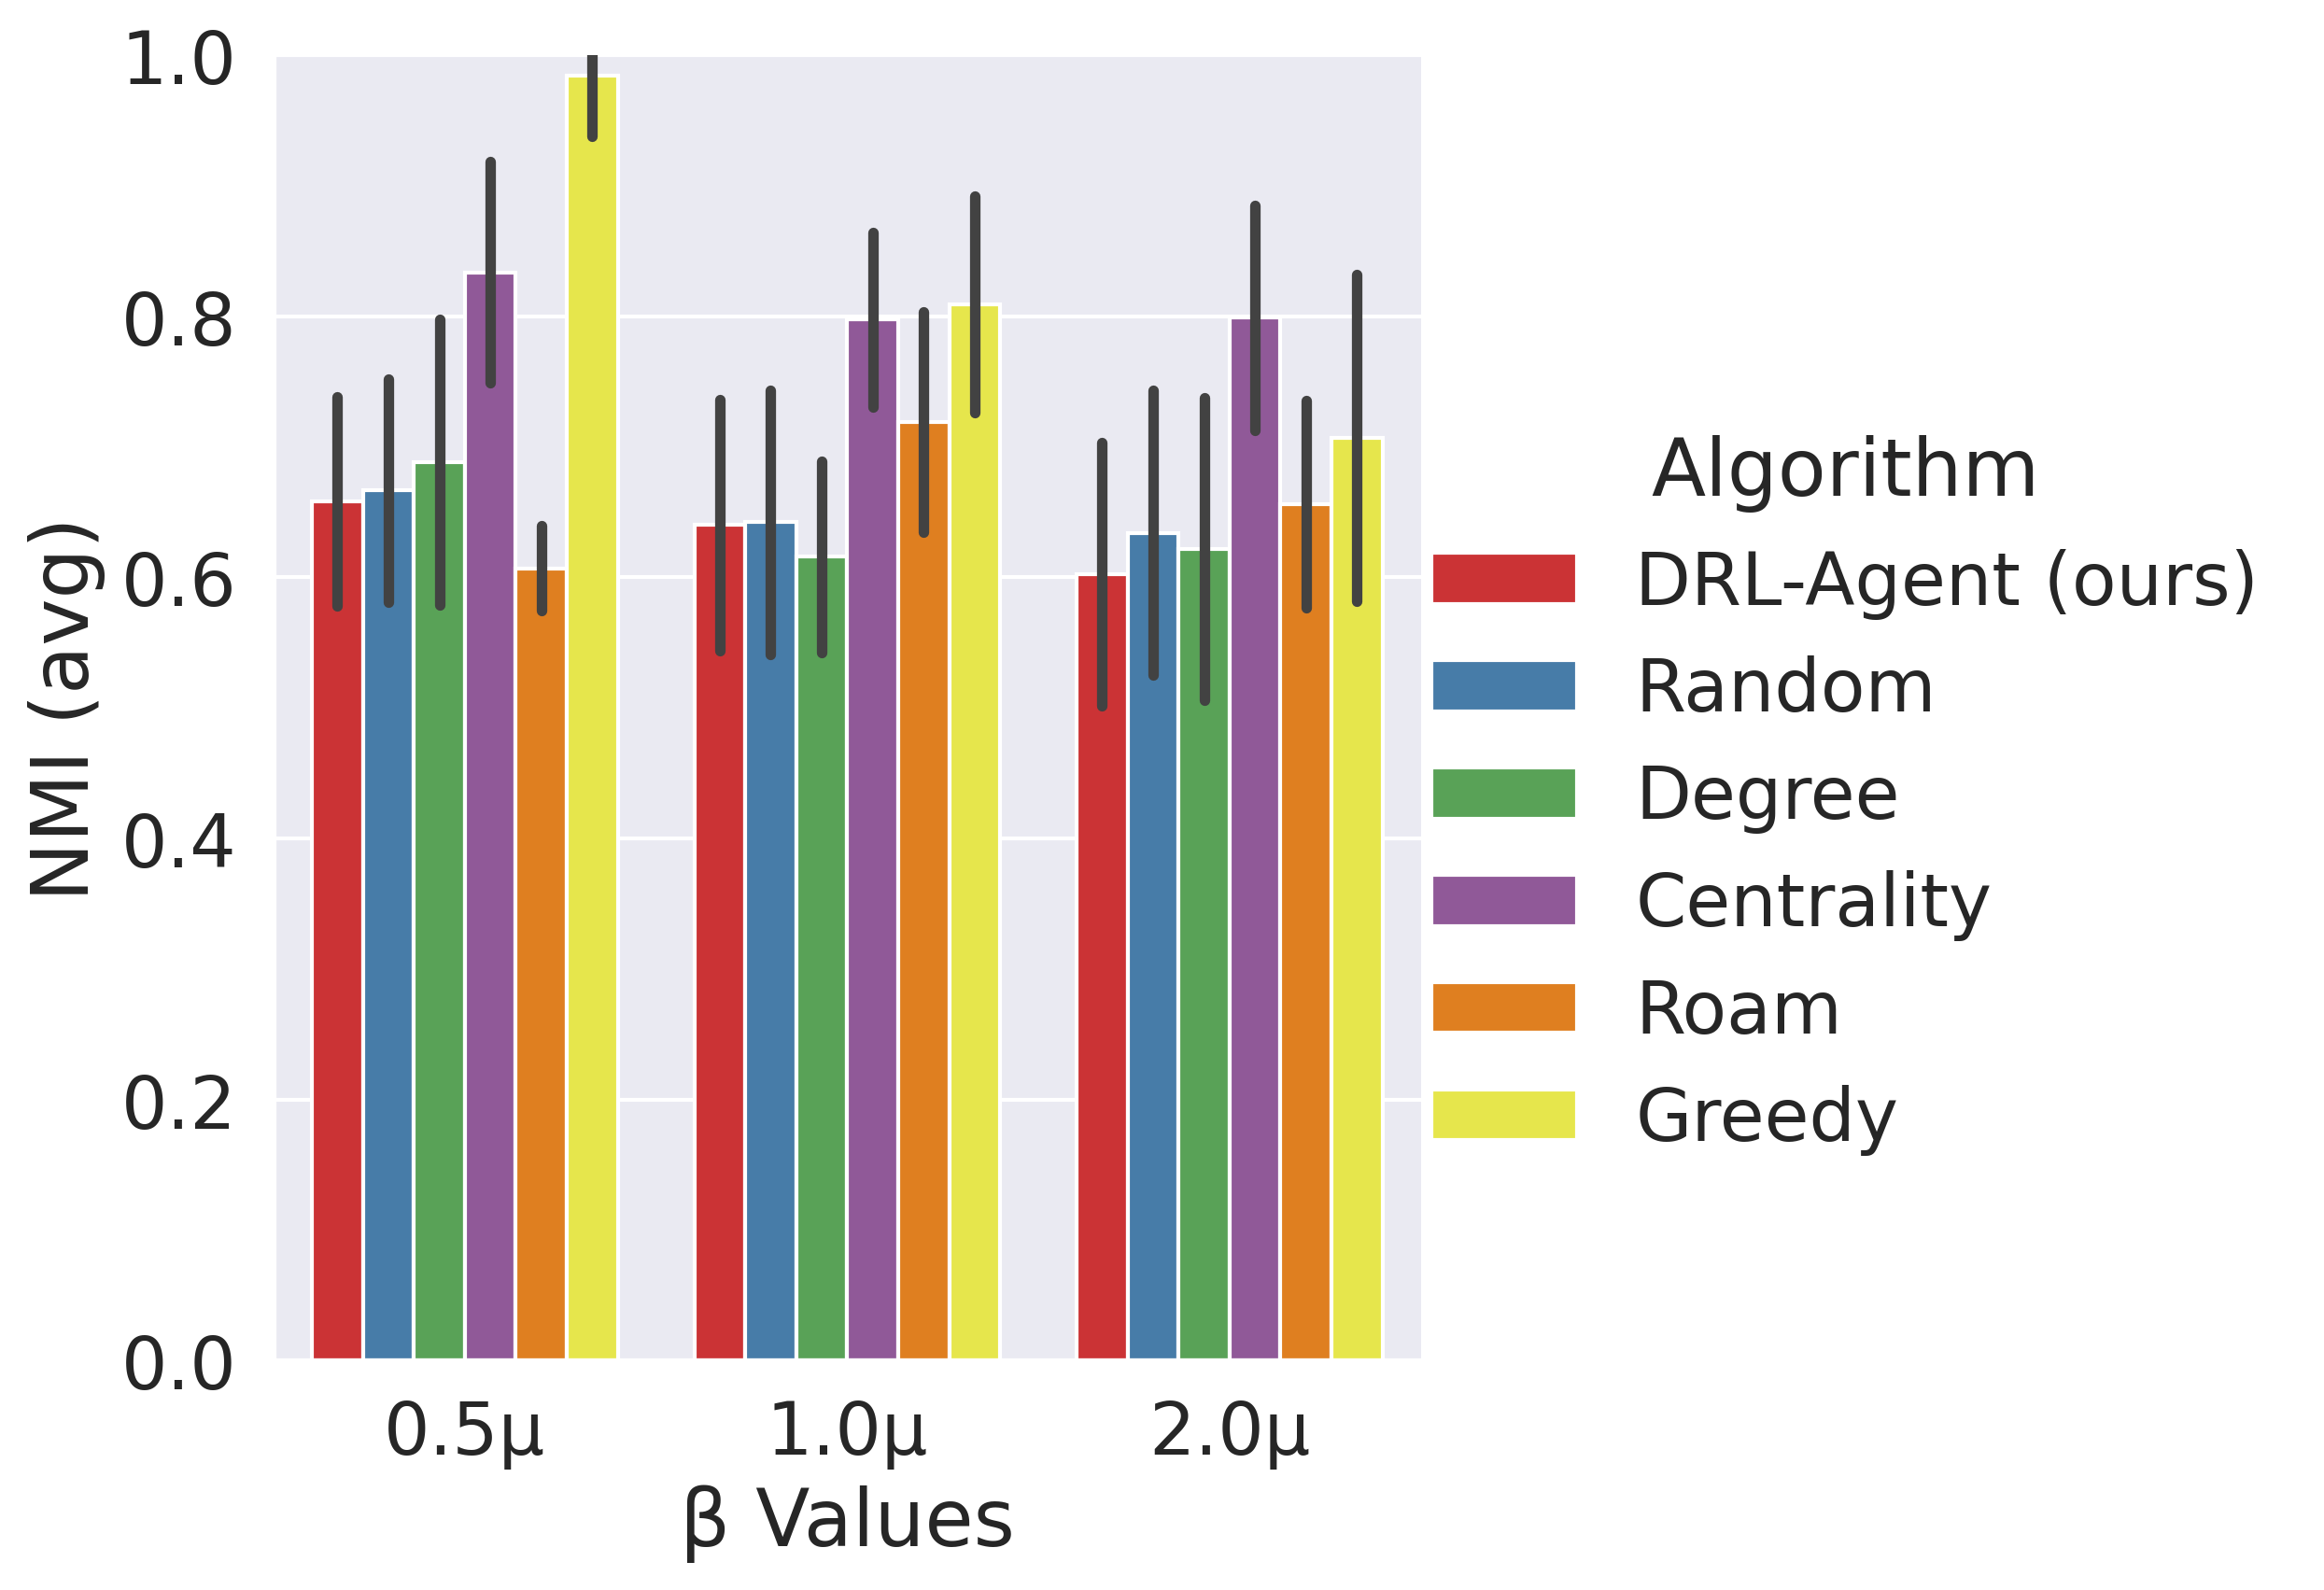 1.0
0.8
0.6
0.4
0.2
0.0
NMI (avg)
0.5µ 1.0µ 2.0µ
β Values
Algorithm
DRL-Agent (ours)
Random
Degree
Centrality
Roam
Greedy